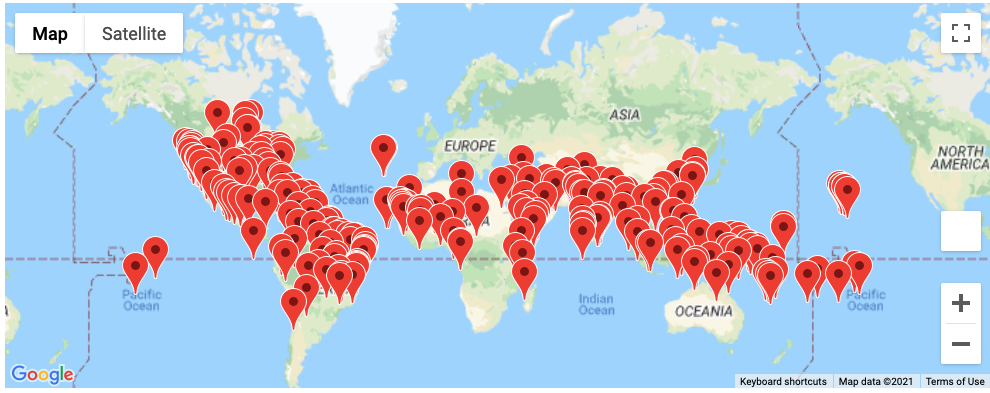 Map
Satellite
ASIA
EUROPE
NORTH
AMERICA
Atlantic
Ocean
Pacific
Ocean
Indian
Ocean
Pacific
Ocean
OCEANIA
Google
Keyboard shortcuts
Map data ©2021
Terms of Use